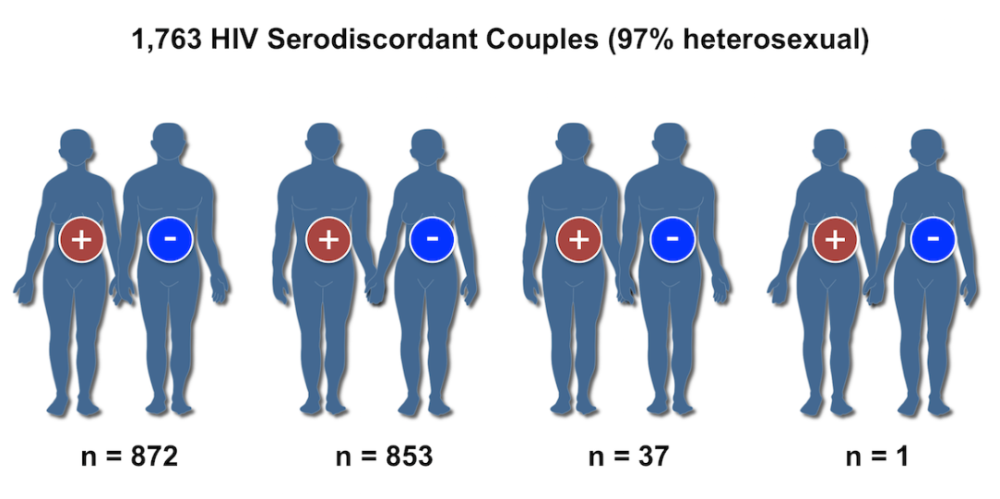 1,763 HIV Serodiscordant Couples (97% heterosexual)
+ - + - + - + -
n = 872 n = 853 n = 37 n = 1